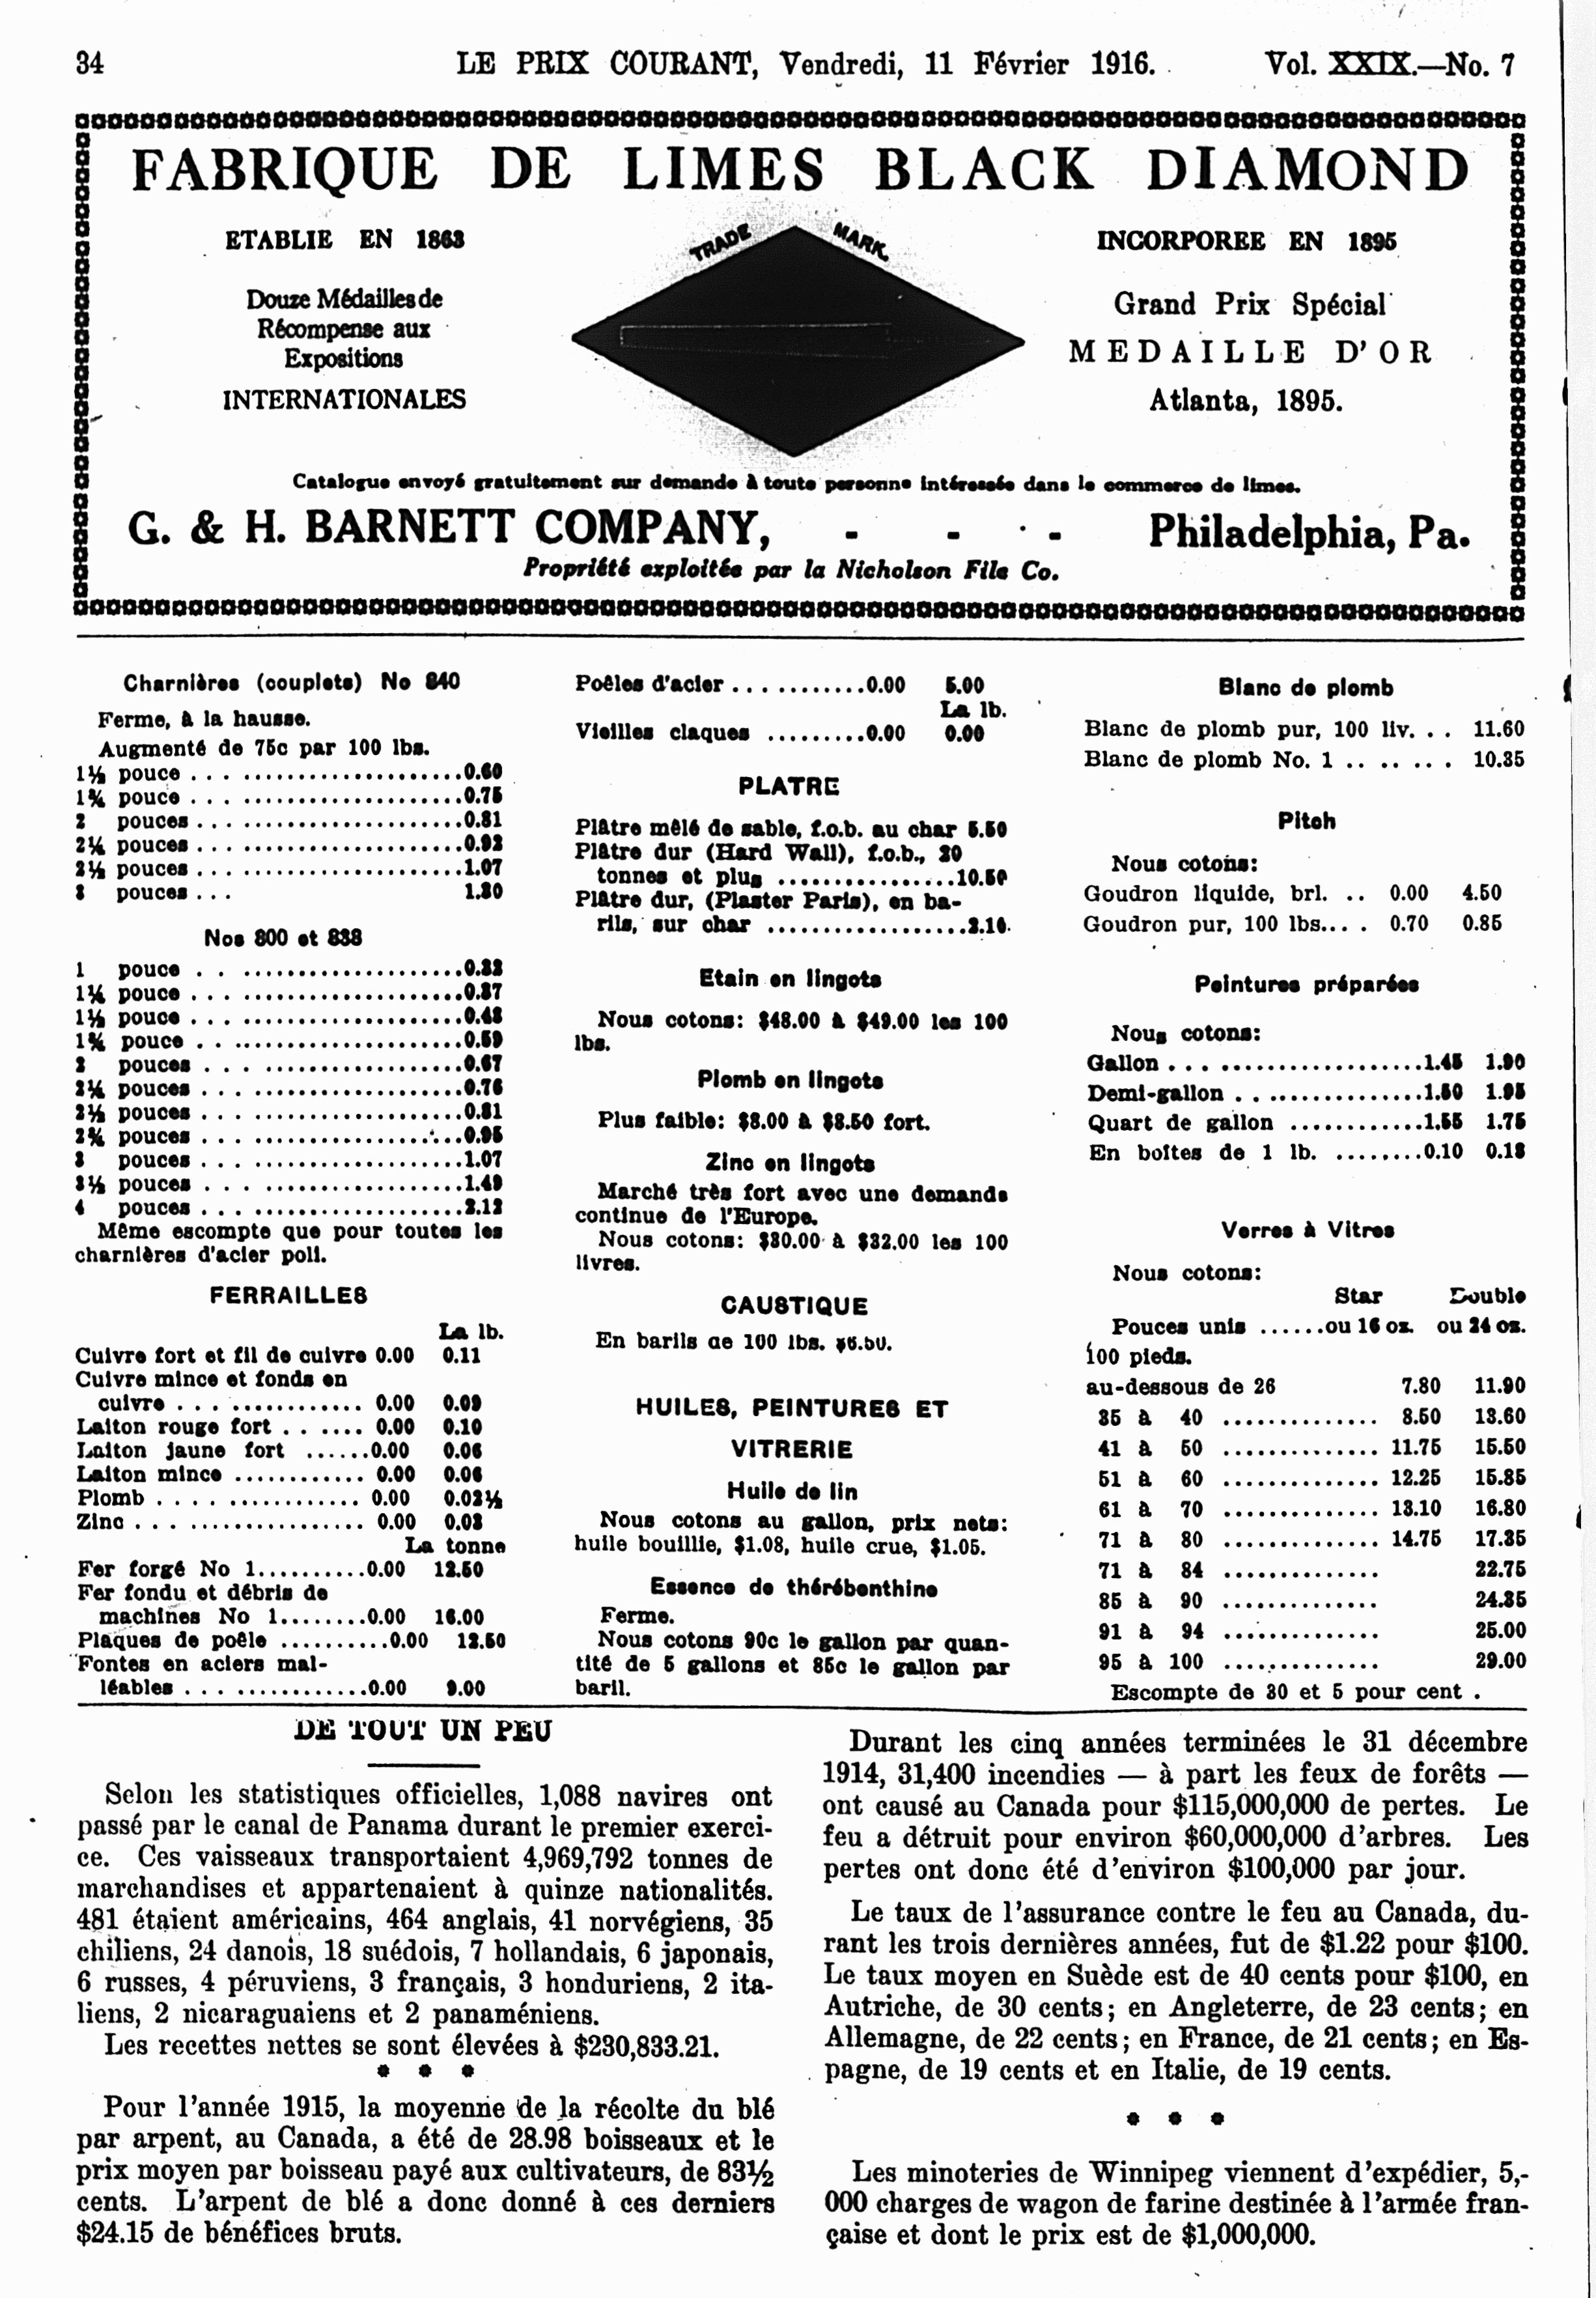 34 LE PRIX COURANT, Vendredi, 11 Février 1916. Vol. XXIX.—No. 7
FABRIQUE DE LIMES BLACK DIAMOND
ETABLIE EN 1863
Douze Médailles de
Récompense aux
Expositions
INTERNATIONALES
TRADE MARK.
INCORPOREE EN 1895
Grand Prix Spécial
MEDAILLE D'OR
Atlanta, 1895.
Catalogue envoyé gratuitement sur demande à toute personne intéressée dans le commerce de limes.
G. & H. BARNETT COMPANY, - - - Philadelphia, Pa.
Propriété exploitée par la Nicholson File Co.
Charnières (couplets) No 840
Ferme, à la hausse.
Augmenté de 75c par 100 lbs.
1½ pouce . . . ......................0.60
1¾ pouce . . . ......................0.75
2 pouces . . . ......................0.81
2¼ pouces . . . ......................0.92
2½ pouces . . . ......................1.07
3 pouces . . . 1.30
Nos 800 et 838
1 pouce . . ......................0.33
1¼ pouce . . . ......................0.37
1½ pouce . . . ......................0.48
1¾ pouce . . ......................0.59
2 pouces . . . ....................0.67
2¼ pouces . . . ....................0.76
2½ pouces . . . ....................0.81
2¾ pouces . . . ....................0.95
3 pouces . . . ....................1.07
3½ pouces . . . ....................1.49
4 pouces . . . ....................2.12
Même escompte que pour toutes les
charnières d'acier poli.
FERRAILLES
La lb.
Cuivre fort et fil de cuivre 0.00 0.11
Cuivre mince et fonds en
cuivre . . . ............. 0.00 0.09
Laiton rouge fort . . ..... 0.00 0.10
Laiton jaune fort ......0.00 0.06
Laiton mince ............ 0.00 0.06
Plomb . . . . ............. 0.00 0.02½
Zinc . . . ................. 0.00 0.03
La tonne
Fer forgé No 1..........0.00 12.50
Fer fondu et débris de
machines No 1........0.00 16.00
Plaques de poêle ..........0.00 12.50
Fontes en aciers mal-
léables . . . .............0.00 9.00
Poêles d'acier . . ...........0.00 5.00
La lb.
Vieilles claques .........0.00 0.00
PLATRE
Plâtre mêlé de sable, f.o.b. au char 5.50
Plâtre dur (Hard Wall), f.o.b., 20
tonnes et plus ................10.50
Plâtre dur, (Plaster Paris), en ba-
rils, sur char ..................2.10
Etain en lingots
Nous cotons: $48.00 à $49.00 les 100
lbs.
Plomb en lingots
Plus faible: $8.00 à $8.50 fort.
Zinc en lingots
Marché très fort avec une demande
continue de l'Europe.
Nous cotons: $30.00 à $32.00 les 100
livres.
CAUSTIQUE
En barils de 100 lbs. $6.50.
HUILES, PEINTURES ET
VITRERIE
Huile de lin
Nous cotons au gallon, prix nets:
huile bouillie, $1.08, huile crue, $1.05.
Essence de thérébenthine
Ferme.
Nous cotons 90c le gallon par quan-
tité de 5 gallons et 85c le gallon par
baril.
Blanc de plomb
Blanc de plomb pur, 100 liv. . . 11.60
Blanc de plomb No. 1 .. .. .. . 10.35
Pitch
Nous cotons:
Goudron liquide, brl. .. 0.00 4.50
Goudron pur, 100 lbs.... 0.70 0.85
Peintures préparées
Nous cotons:
Gallon . . . ...................1.45 1.90
Demi-gallon . . ..............1.50 1.95
Quart de gallon ............1.55 1.75
En boîtes de 1 lb. ........0.10 0.18
Verres à Vitres
Nous cotons:
Star Double
Pouces unis ......ou 16 oz. ou 24 oz.
100 pieds.
au-dessous de 26 7.80 11.90
35 à 40 .............. 8.50 13.60
41 à 50 .............. 11.75 15.50
51 à 60 .............. 12.25 15.85
61 à 70 .............. 13.10 16.80
71 à 80 .............. 14.75 17.35
71 à 84 .............. 22.75
85 à 90 .............. 24.35
91 à 94 .............. 25.00
95 à 100 .............. 29.00
Escompte de 30 et 5 pour cent .
DE TOUT UN PEU
Selon les statistiques officielles, 1,088 navires ont
passé par le canal de Panama durant le premier exerci-
ce. Ces vaisseaux transportaient 4,969,792 tonnes de
marchandises et appartenaient à quinze nationalités.
481 étaient américains, 464 anglais, 41 norvégiens, 35
chiliens, 24 danois, 18 suédois, 7 hollandais, 6 japonais,
6 russes, 4 péruviens, 3 français, 3 honduriens, 2 ita-
liens, 2 nicaraguaiens et 2 panaméniens.
Les recettes nettes se sont élevées à $230,833.21.
* * *
Pour l'année 1915, la moyenne de la récolte du blé
par arpent, au Canada, a été de 28.98 boisseaux et le
prix moyen par boisseau payé aux cultivateurs, de 83½
cents. L'arpent de blé a donc donné à ces derniers
$24.15 de bénéfices bruts.
Durant les cinq années terminées le 31 décembre
1914, 31,400 incendies — à part les feux de forêts —
ont causé au Canada pour $115,000,000 de pertes. Le
feu a détruit pour environ $60,000,000 d'arbres. Les
pertes ont donc été d'environ $100,000 par jour.
Le taux de l'assurance contre le feu au Canada, du-
rant les trois dernières années, fut de $1.22 pour $100.
Le taux moyen en Suède est de 40 cents pour $100, en
Autriche, de 30 cents; en Angleterre, de 23 cents; en
Allemagne, de 22 cents; en France, de 21 cents; en Es-
pagne, de 19 cents et en Italie, de 19 cents.
* * *
Les minoteries de Winnipeg viennent d'expédier, 5,-
000 charges de wagon de farine destinée à l'armée fran-
çaise et dont le prix est de $1,000,000.